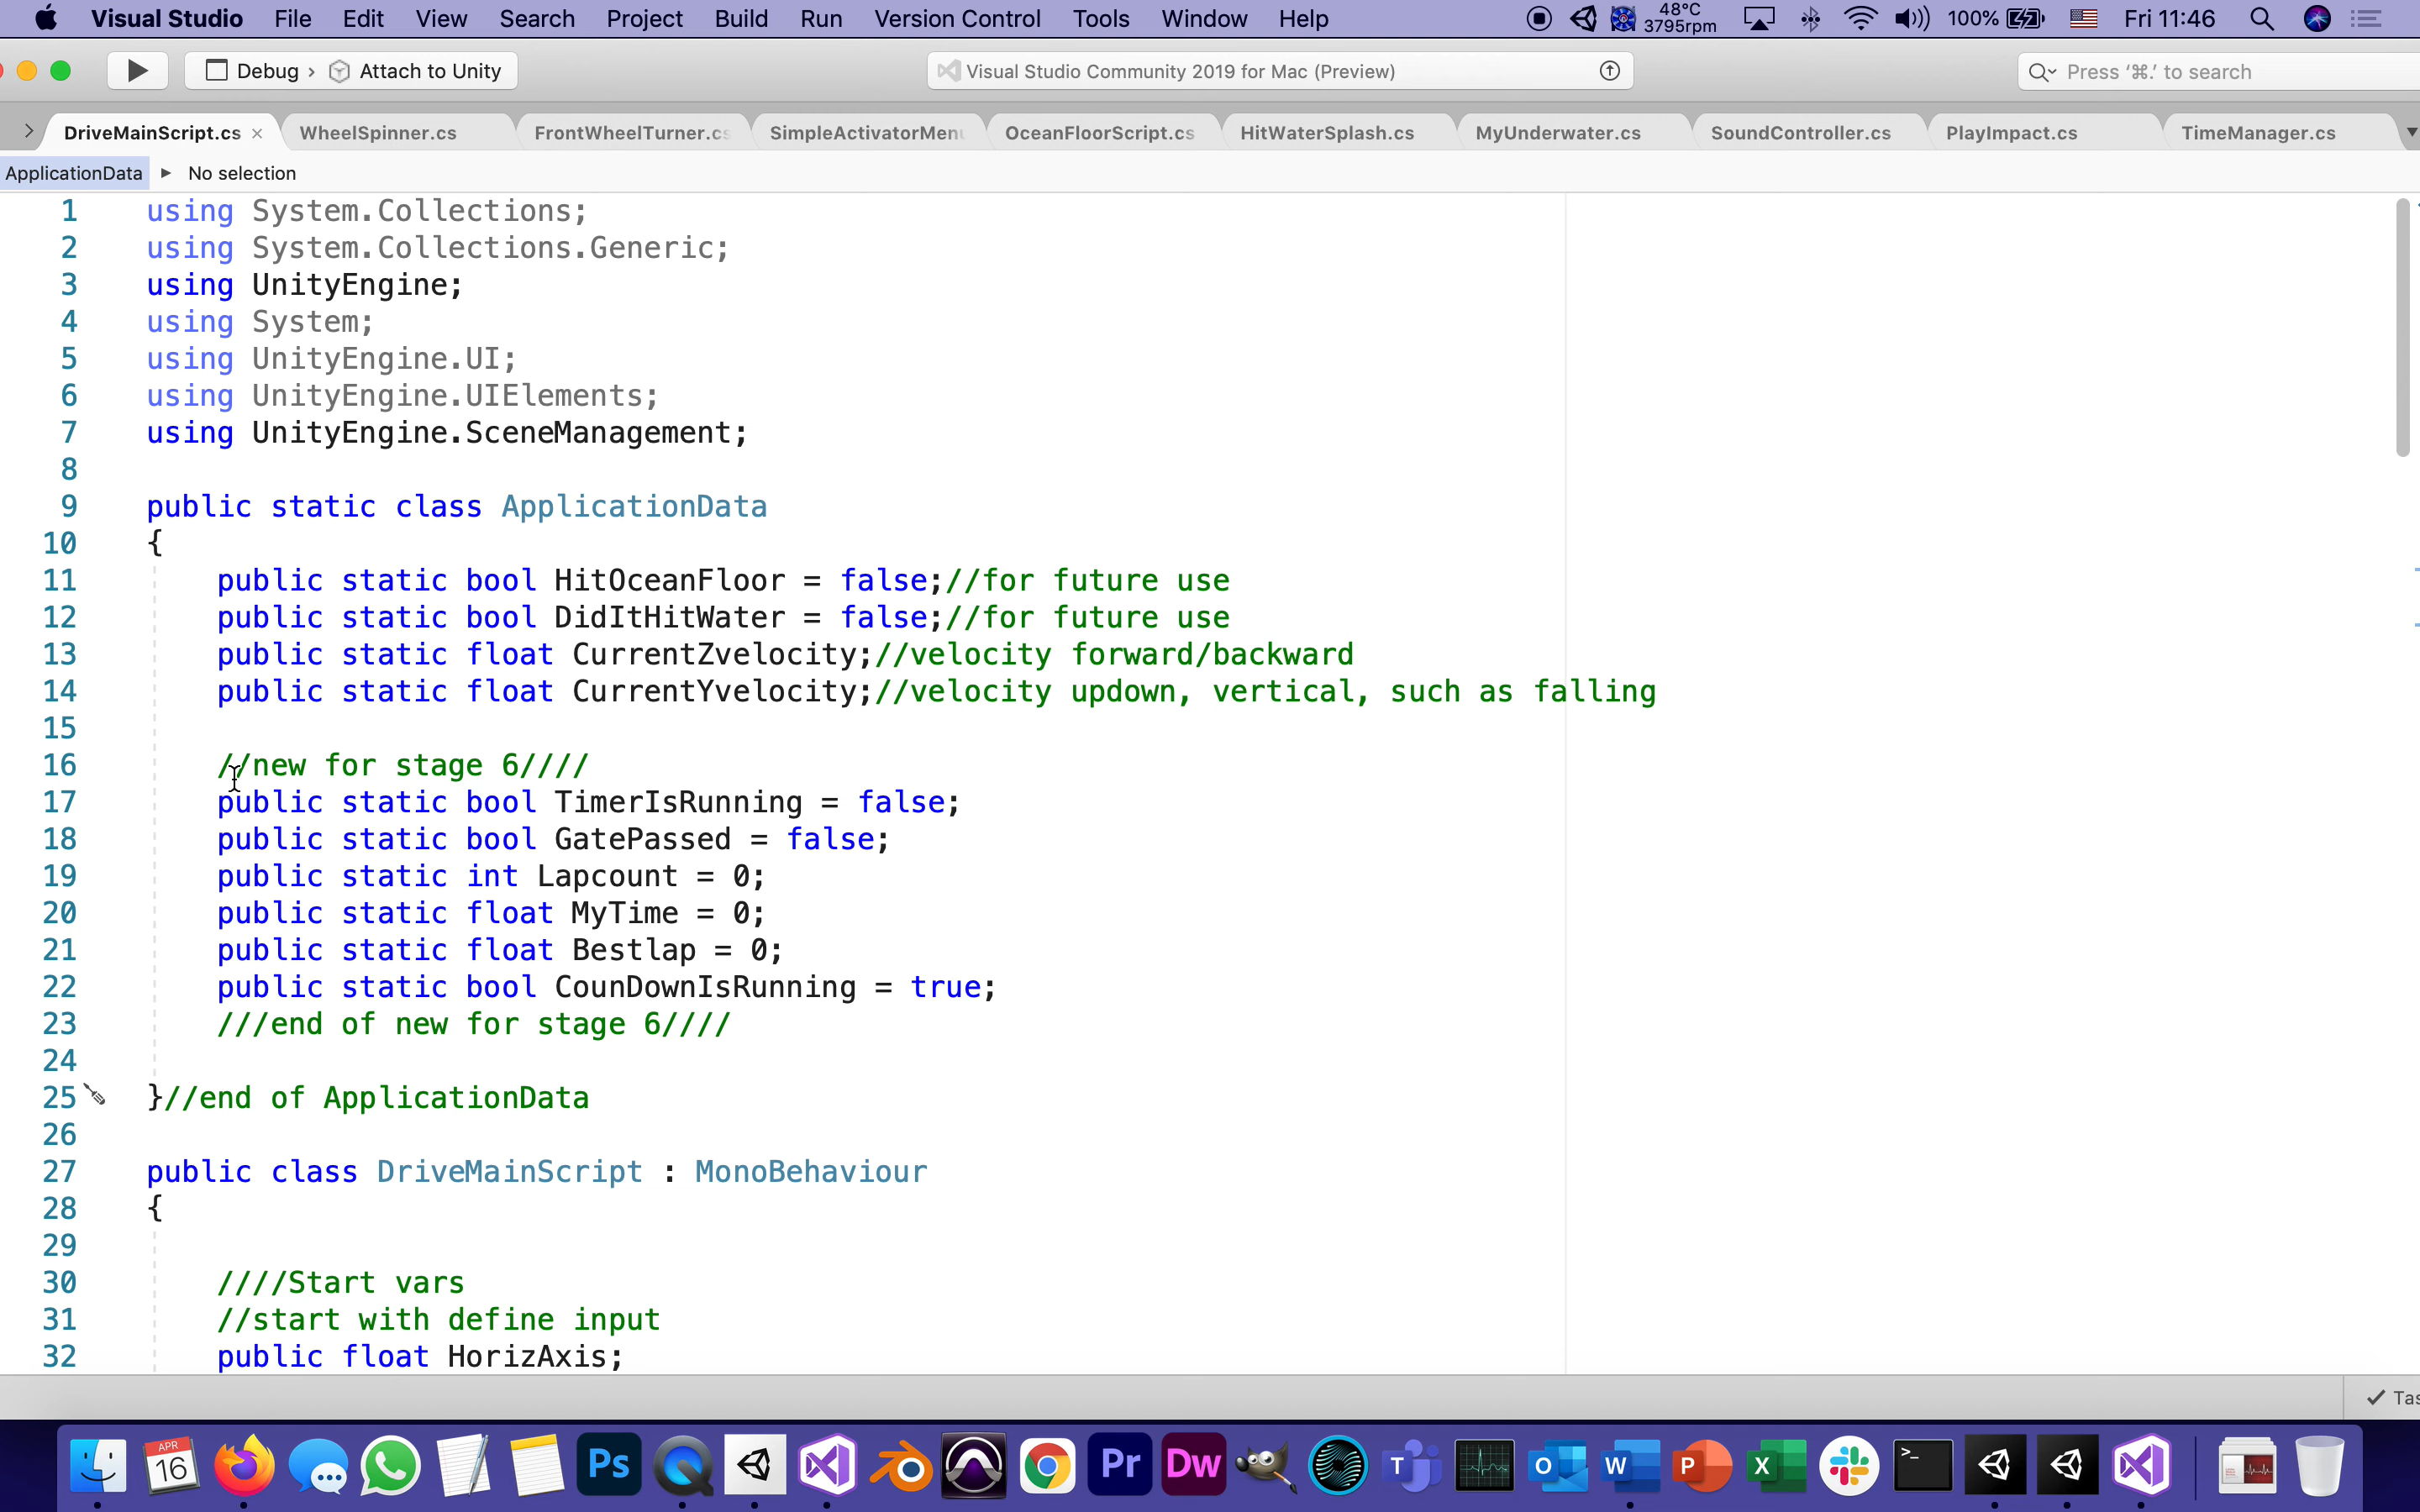 Visual Studio File Edit View Search Project Build Run Version Control Tools Window Help 48°C 3795rpm 100% Fri 11:46
Debug › Attach to Unity Visual Studio Community 2019 for Mac (Preview) Press ‘⌘.’ to search
DriveMainScript.cs × WheelSpinner.cs FrontWheelTurner.cs SimpleActivatorMenu OceanFloorScript.cs HitWaterSplash.cs MyUnderwater.cs SoundController.cs PlayImpact.cs TimeManager.cs
ApplicationData ▶ No selection
1 using System.Collections;
2 using System.Collections.Generic;
3 using UnityEngine;
4 using System;
5 using UnityEngine.UI;
6 using UnityEngine.UIElements;
7 using UnityEngine.SceneManagement;
8
9 public static class ApplicationData
10 {
11 public static bool HitOceanFloor = false;//for future use
12 public static bool DidItHitWater = false;//for future use
13 public static float CurrentZvelocity;//velocity forward/backward
14 public static float CurrentYvelocity;//velocity updown, vertical, such as falling
15
16 //new for stage 6////
17 public static bool TimerIsRunning = false;
18 public static bool GatePassed = false;
19 public static int Lapcount = 0;
20 public static float MyTime = 0;
21 public static float Bestlap = 0;
22 public static bool CounDownIsRunning = true;
23 ///end of new for stage 6////
24
25 }//end of ApplicationData
26
27 public class DriveMainScript : MonoBehaviour
28 {
29
30 ////Start vars
31 //start with define input
32 public float HorizAxis;
✓ Tas
APR 16 Ps Pr Dw T O W P X >_